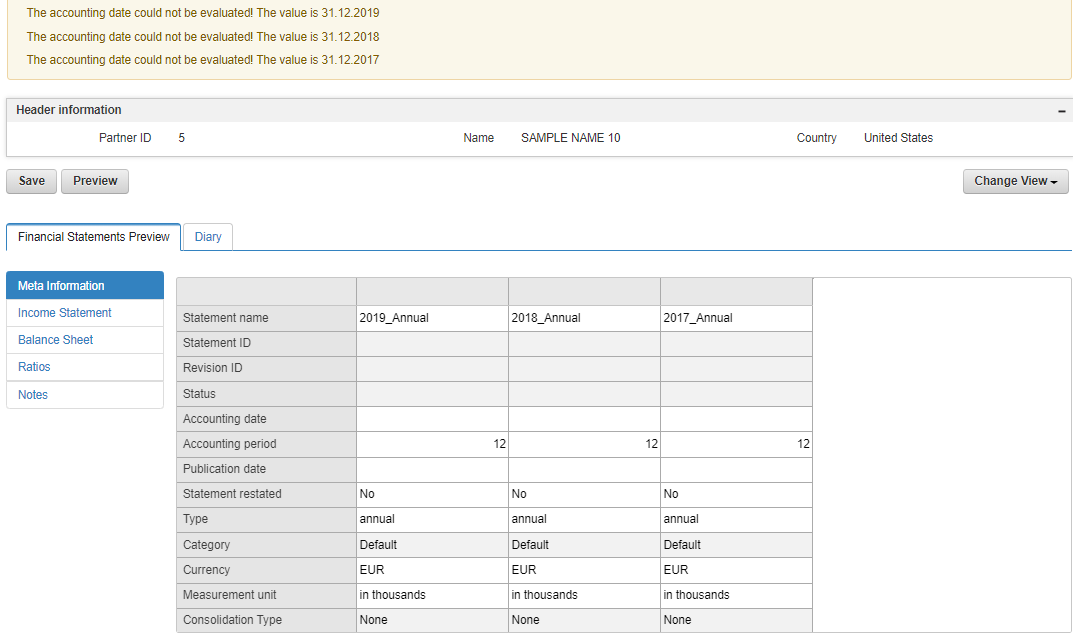 The accounting date could not be evaluated! The value is 31.12.2019
The accounting date could not be evaluated! The value is 31.12.2018
The accounting date could not be evaluated! The value is 31.12.2017
Header information
Partner ID 5 Name SAMPLE NAME 10 Country United States
Save Preview Change View
Financial Statements Preview Diary
Meta Information
Income Statement
Balance Sheet
Ratios
Notes
Statement name 2019_Annual 2018_Annual 2017_Annual
Statement ID
Revision ID
Status
Accounting date
Accounting period 12 12 12
Publication date
Statement restated No No No
Type annual annual annual
Category Default Default Default
Currency EUR EUR EUR
Measurement unit in thousands in thousands in thousands
Consolidation Type None None None